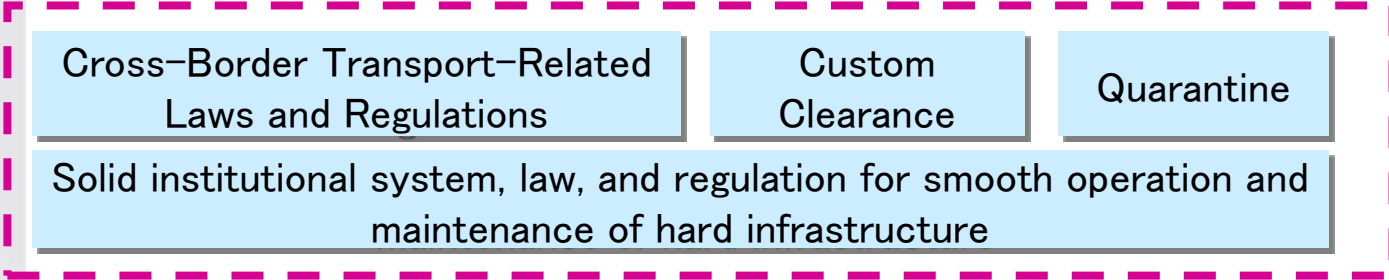 Cross-Border Transport-Related
Laws and Regulations
Custom
Clearance
Quarantine
Solid institutional system, law, and regulation for smooth operation and
maintenance of hard infrastructure